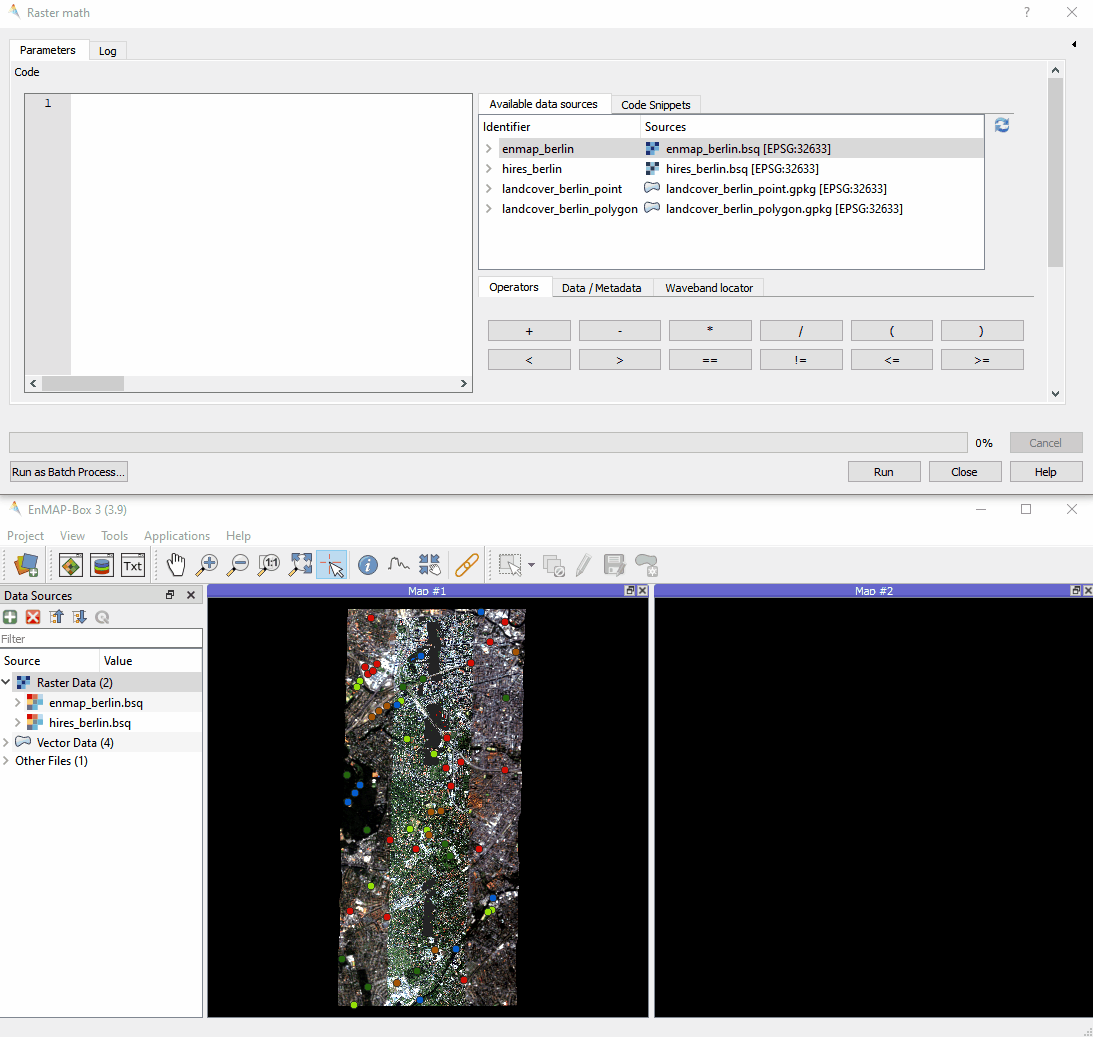 Raster math
?
Parameters
Log
Code
1
Available data sources
Code Snippets
Identifier
Sources
enmap_berlin
enmap_berlin.bsq [EPSG:32633]
hires_berlin
hires_berlin.bsq [EPSG:32633]
landcover_berlin_point
landcover_berlin_point.gpkg [EPSG:32633]
landcover_berlin_polygon
landcover_berlin_polygon.gpkg [EPSG:32633]
Operators
Data / Metadata
Waveband locator
+ - * / ( )
< > == != <= >=
0%
Cancel
Run as Batch Process...
Run
Close
Help
EnMAP-Box 3 (3.9)
Project View Tools Applications Help
Txt
1:1
Data Sources
Map #1
Map #2
Filter
Source
Value
Raster Data (2)
enmap_berlin.bsq
hires_berlin.bsq
Vector Data (4)
Other Files (1)